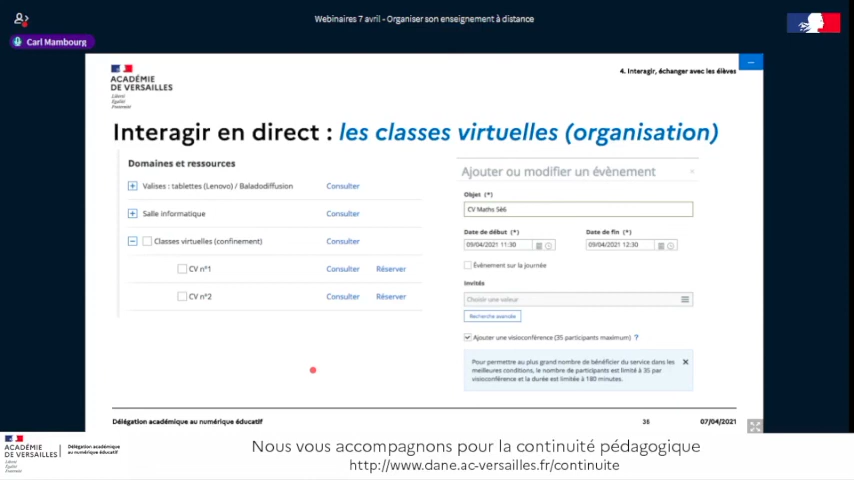 Webinaires 7 avril - Organiser son enseignement à distance
Carl Mambourg
ACADÉMIE
DE VERSAILLES
Liberté
Égalité
Fraternité
4. Interagir, échanger avec les élèves
Interagir en direct : les classes virtuelles (organisation)
Domaines et ressources
Valises : tablettes (Lenovo) / Baladodiffusion Consulter
Salle informatique Consulter
Classes virtuelles (confinement) Consulter
CV n°1 Consulter Réserver
CV n°2 Consulter Réserver
Ajouter ou modifier un évènement
Objet (*)
CV Maths 5è6
Date de début (*) Date de fin (*)
09/04/2021 11:30 09/04/2021 12:30
Évènement sur la journée
Invités
Choisir une valeur
Recherche avancée
Ajouter une visioconférence (35 participants maximum) ?
Pour permettre au plus grand nombre de bénéficier du service dans les
meilleures conditions, le nombre de participants est limité à 35 par
visioconférence et la durée est limitée à 180 minutes.
Délégation académique au numérique éducatif 38 07/04/2021
ACADÉMIE
DE VERSAILLES
Liberté
Égalité
Fraternité
Délégation académique
au numérique éducatif
Nous vous accompagnons pour la continuité pédagogique
http://www.dane.ac-versailles.fr/continuite